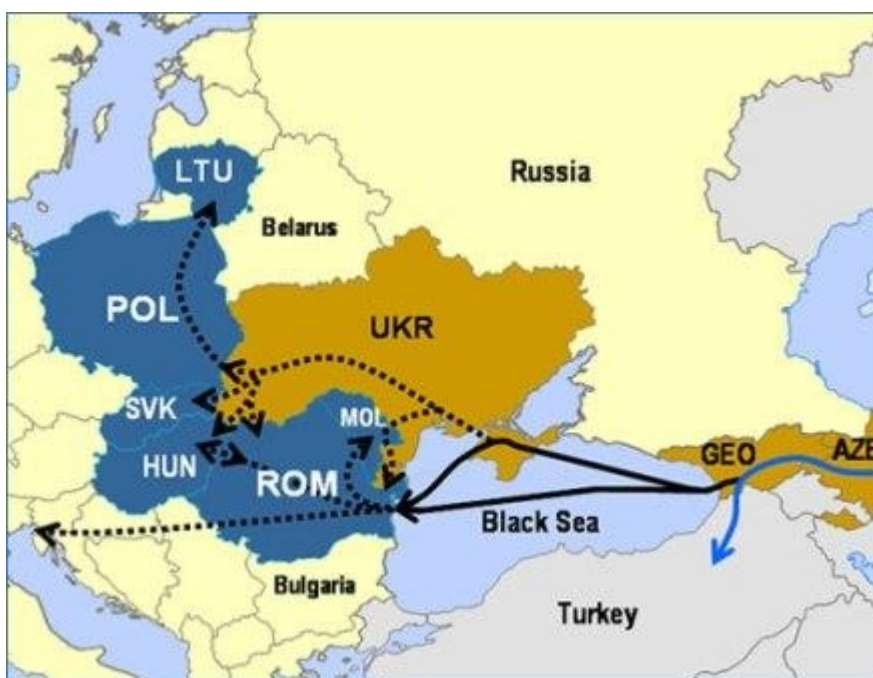 LTU
Russia
Belarus
POL
UKR
SVK
MOL
HUN
ROM
GEO
AZE
Black Sea
Bulgaria
Turkey